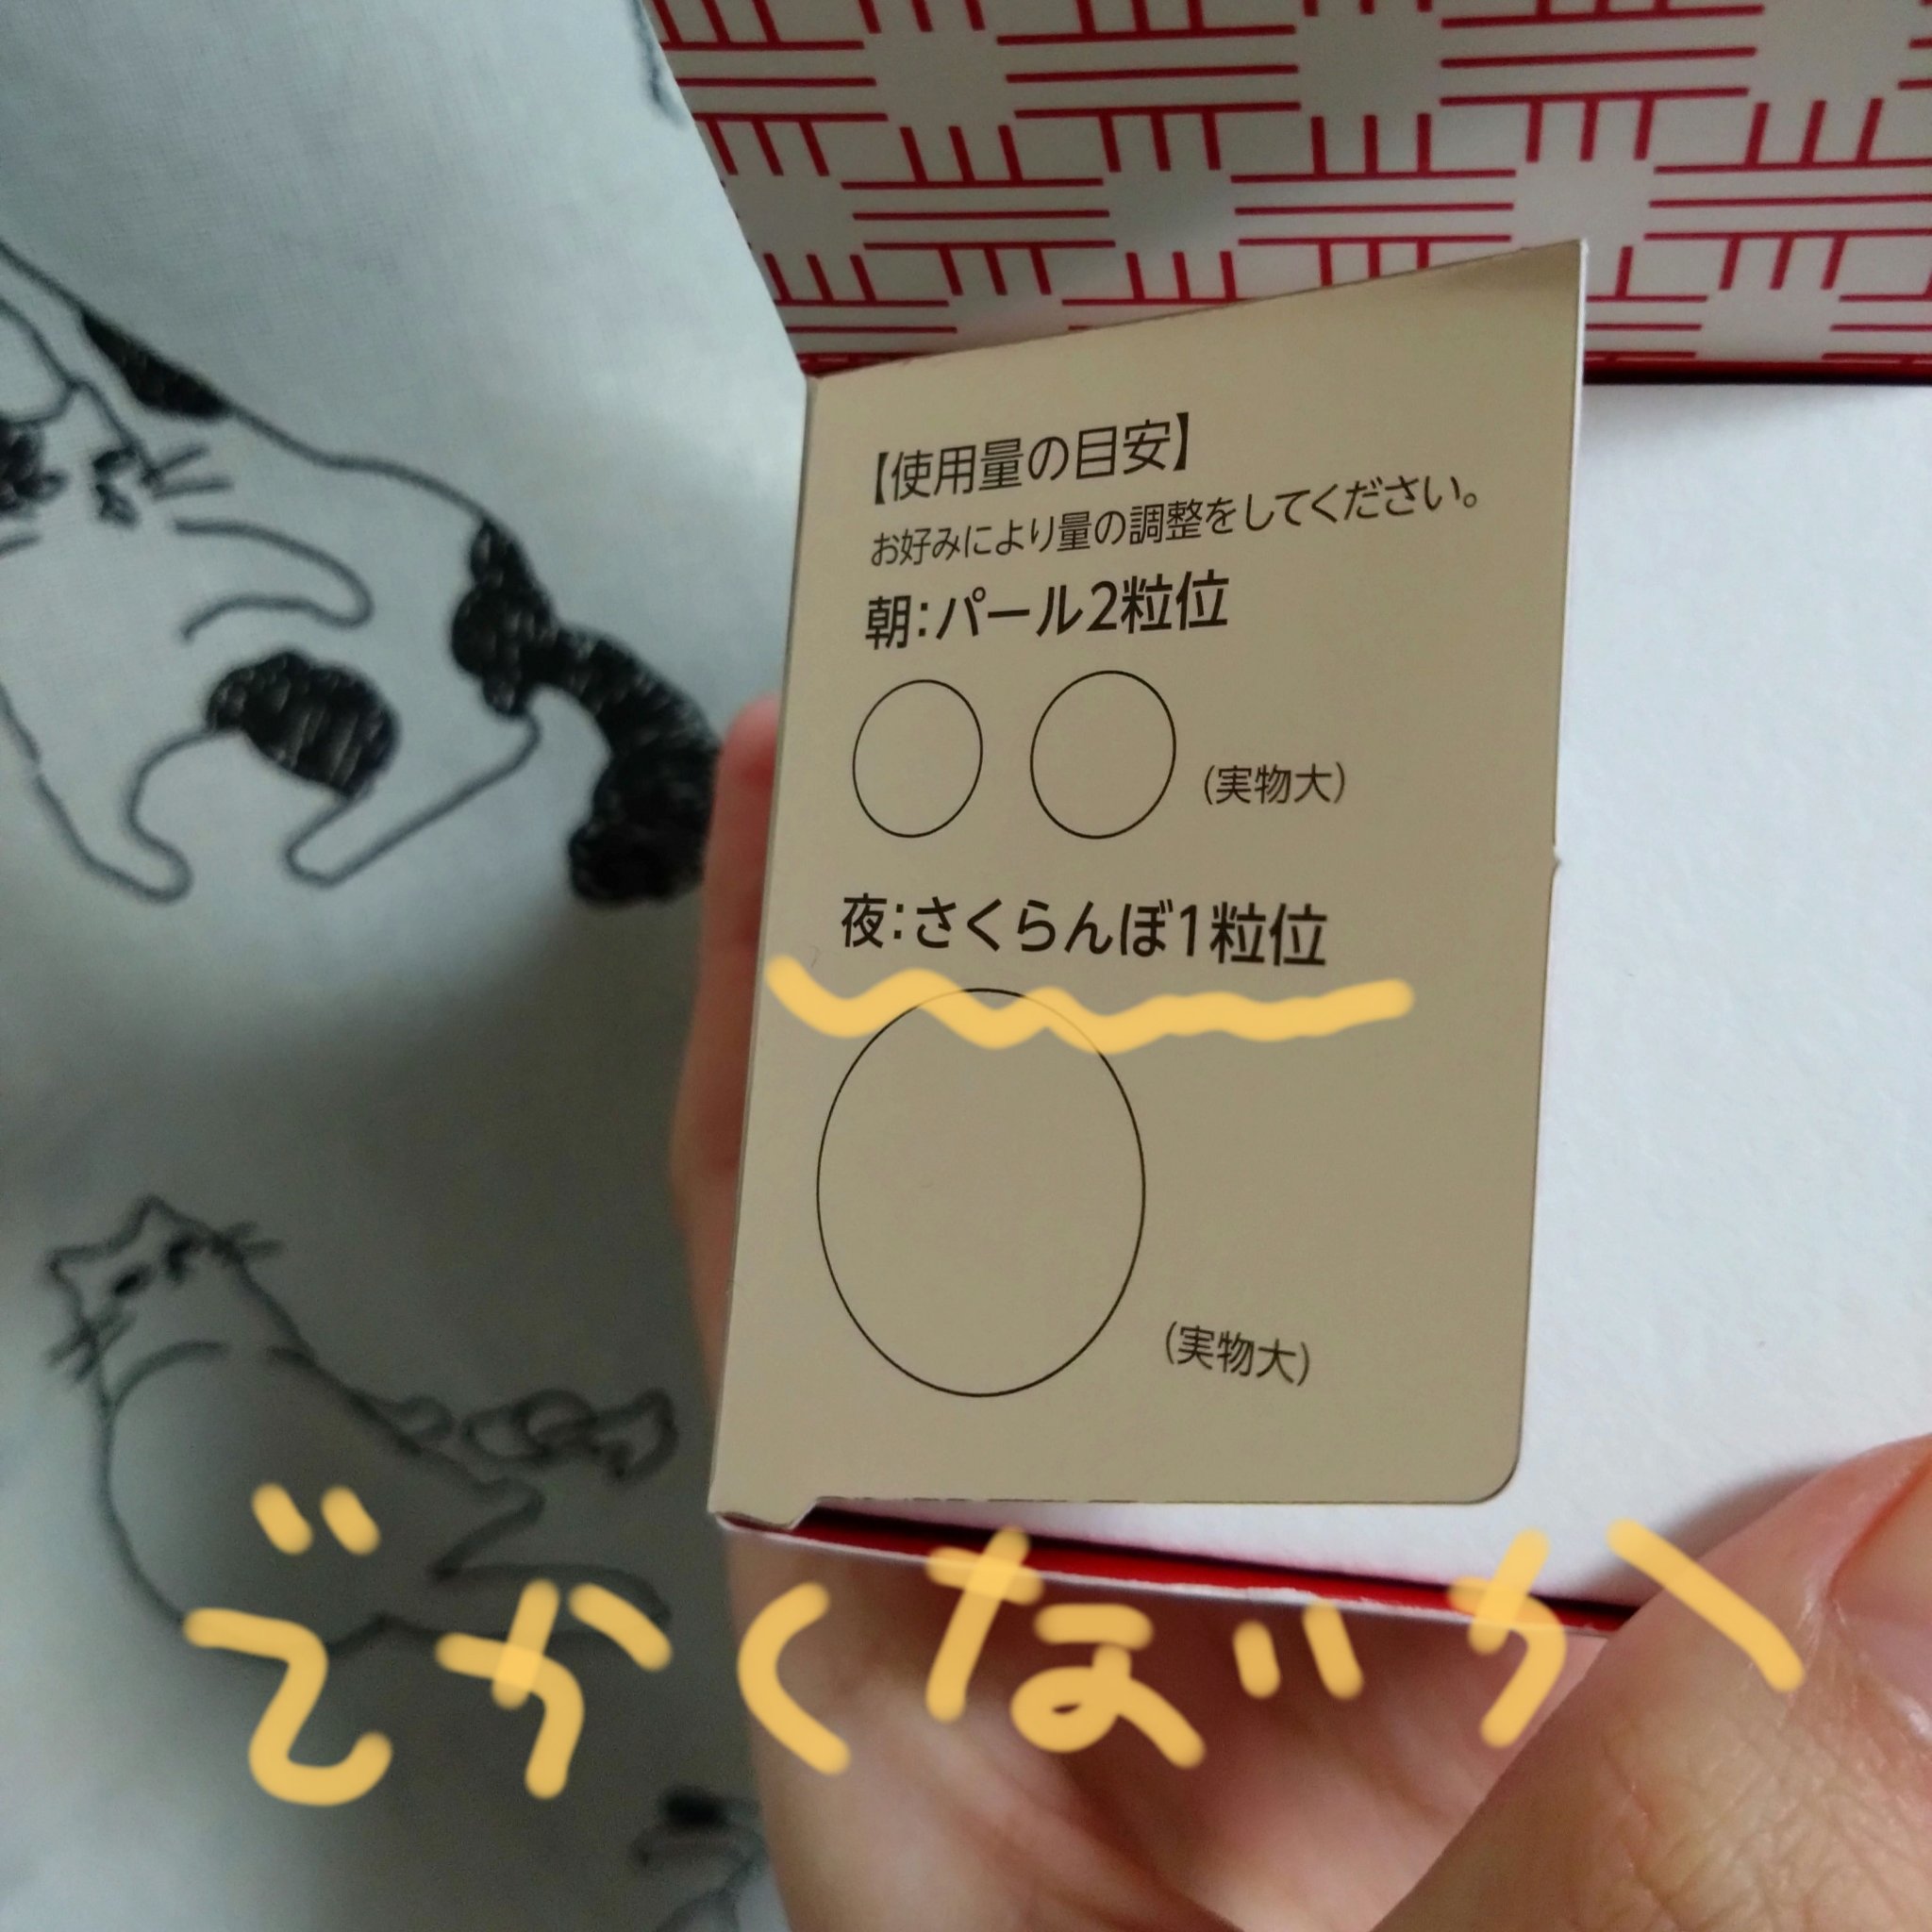 【使用量の目安】
お好みにより量の調整をしてください。
朝:パール2粒位
(実物大)
夜:さくらんぼ1粒位
(実物大)
でかくないか